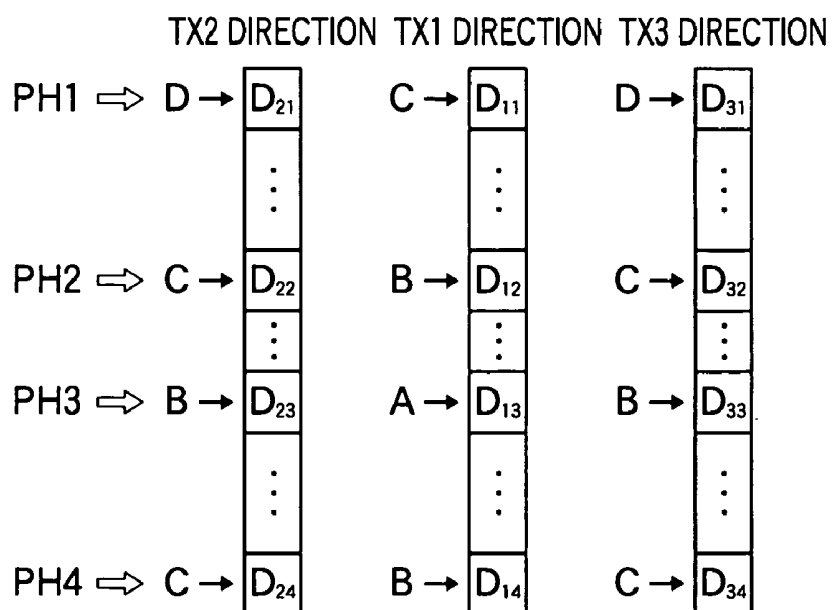 TX2 DIRECTION TX1 DIRECTION TX3 DIRECTION
PH1 ⇨ D → D₂₁ C → D₁₁ D → D₃₁
⋮ ⋮ ⋮
PH2 ⇨ C → D₂₂ B → D₁₂ C → D₃₂
⋮ ⋮ ⋮
PH3 ⇨ B → D₂₃ A → D₁₃ B → D₃₃
⋮ ⋮ ⋮
PH4 ⇨ C → D₂₄ B → D₁₄ C → D₃₄